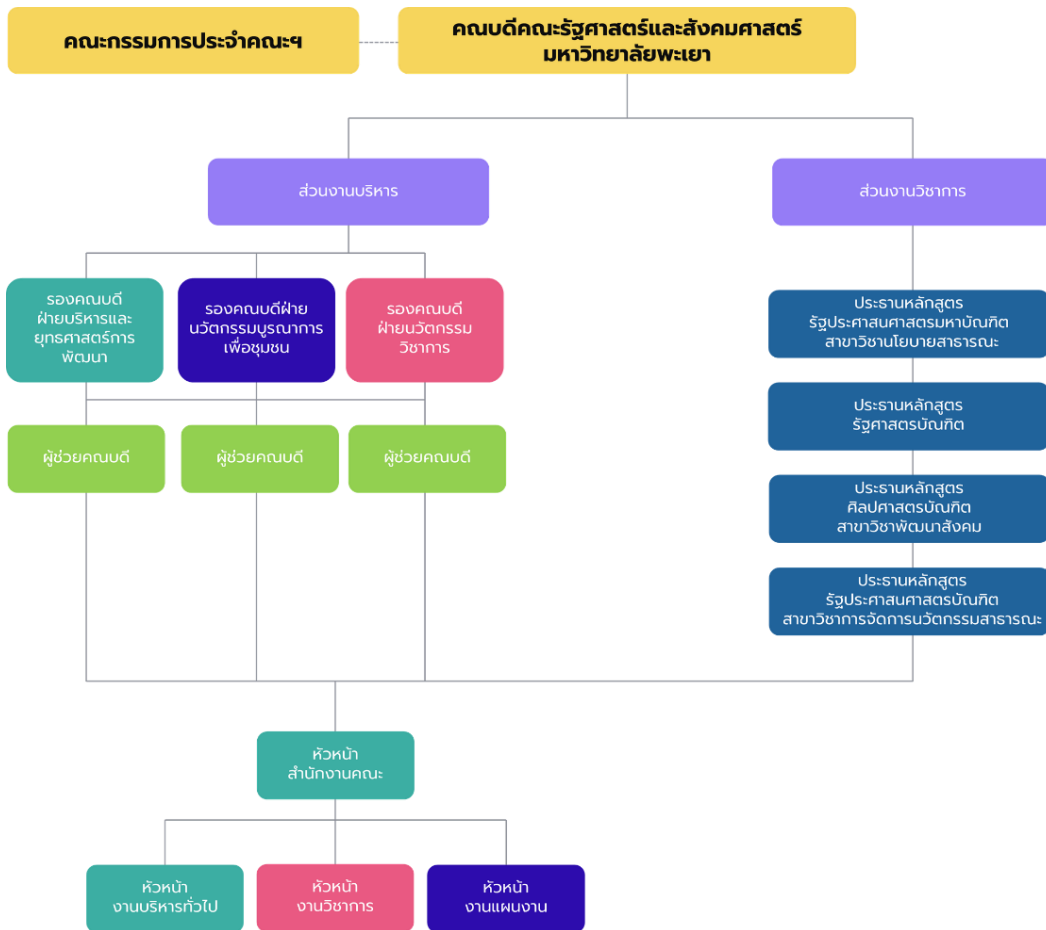 คณะกรรมการประจำคณะฯ
คณบดีคณะรัฐศาสตร์และสังคมศาสตร์
มหาวิทยาลัยพะเยา
ส่วนงานบริหาร
ส่วนงานวิชาการ
รองคณบดี
ฝ่ายบริหารและ
ยุทธศาสตร์การ
พัฒนา
รองคณบดีฝ่าย
นวัตกรรมบูรณาการ
เพื่อชุมชน
รองคณบดี
ฝ่ายนวัตกรรม
วิชาการ
ผู้ช่วยคณบดี
ผู้ช่วยคณบดี
ผู้ช่วยคณบดี
ประธานหลักสูตร
รัฐประศาสนศาสตรมหาบัณฑิต
สาขาวิชานโยบายสาธารณะ
ประธานหลักสูตร
รัฐศาสตรบัณฑิต
ประธานหลักสูตร
ศิลปศาสตรบัณฑิต
สาขาวิชาพัฒนาสังคม
ประธานหลักสูตร
รัฐประศาสนศาสตรบัณฑิต
สาขาวิชาการจัดการนวัตกรรมสาธารณะ
หัวหน้า
สำนักงานคณะ
หัวหน้า
งานบริหารทั่วไป
หัวหน้า
งานวิชาการ
หัวหน้า
งานแผนงาน